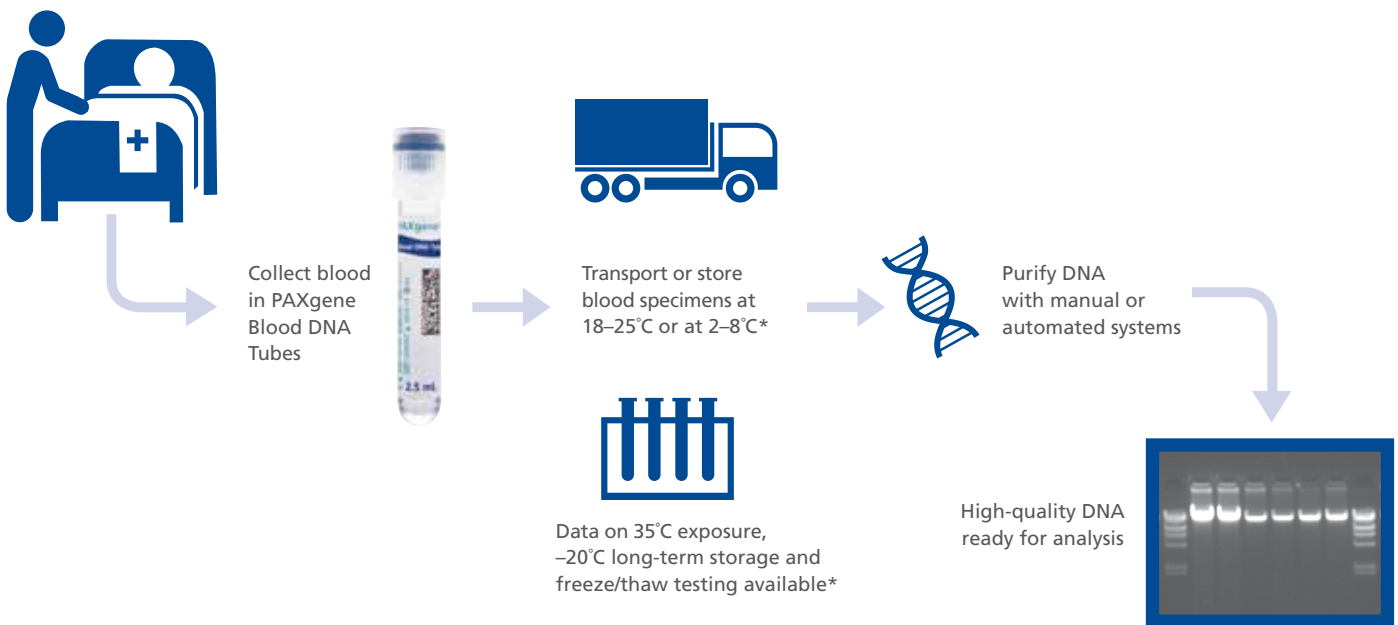 Collect blood
in PAXgene
Blood DNA
Tubes
PAXgene
2.5 mL
Transport or store
blood specimens at
18–25°C or at 2–8°C*
Data on 35°C exposure,
–20°C long-term storage and
freeze/thaw testing available*
Purify DNA
with manual or
automated systems
High-quality DNA
ready for analysis